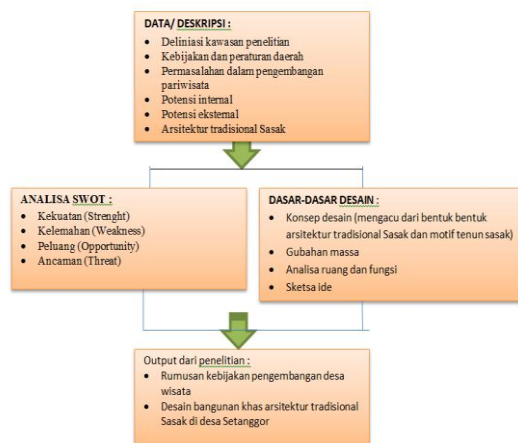 DATA/ DESKRIPSI :
• Deliniasi kawasan penelitian
• Kebijakan dan peraturan daerah
• Permasalahan dalam pengembangan
pariwisata
• Potensi internal
• Potensi eksternal
• Arsitektur tradisional Sasak
ANALISA SWOT :
• Kekuatan (Strenght)
• Kelemahan (Weakness)
• Peluang (Opportunity)
• Ancaman (Threat)
DASAR-DASAR DESAIN :
• Konsep desain (mengacu dari bentuk bentuk
arsitektur tradisional Sasak dan motif tenun sasak)
• Gubahan massa
• Analisa ruang dan fungsi
• Sketsa ide
Output dari penelitian :
• Rumusan kebijakan pengembangan desa
wisata
• Desain bangunan khas arsitektur tradisional
Sasak di desa Setanggor